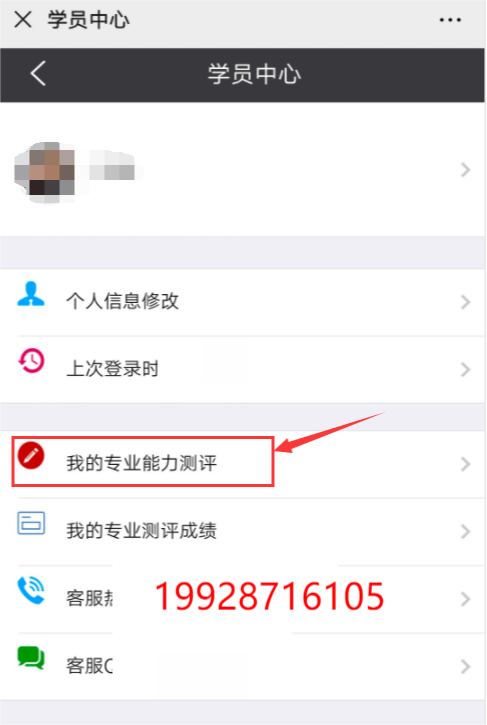 学员中心
学员中心
个人信息修改
上次登录时
我的专业能力测评
我的专业测评成绩
客服热
19928716105
客服